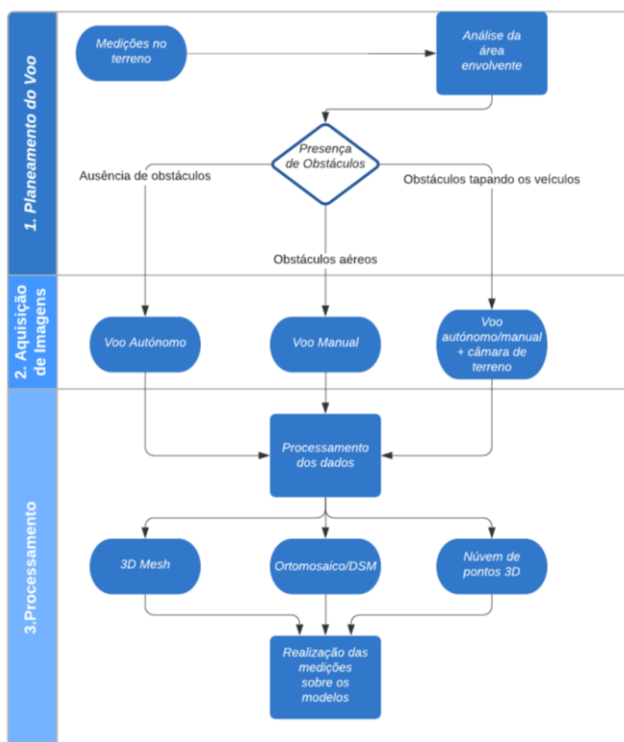 1. Planeamento do Voo
Medições no
terreno
Análise da
área
envolvente
Presença
de Obstáculos
Ausência de obstáculos
Obstáculos tapando os veículos
Obstáculos aéreos
2. Aquisição
de Imagens
Voo Autónomo
Voo Manual
Voo
autónomo/manual
+ câmara de
terreno
3.Processamento
Processamento
dos dados
3D Mesh
Ortomosaico/DSM
Núvem de
pontos 3D
Realização das
medições
sobre os
modelos